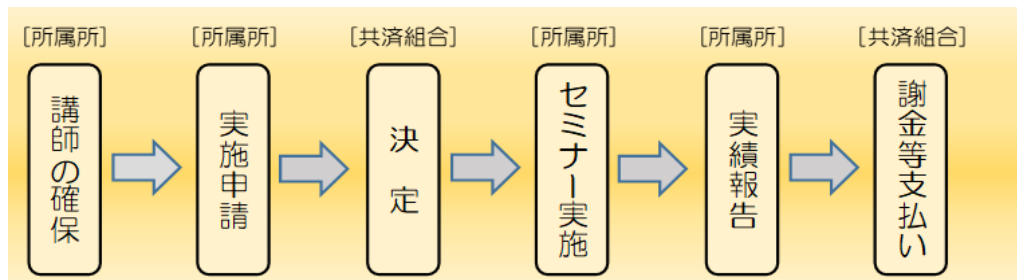 [所属所]
講師の確保
[所属所]
実施申請
[共済組合]
決定
[所属所]
セミナー実施
[所属所]
実績報告
[共済組合]
謝金等支払い